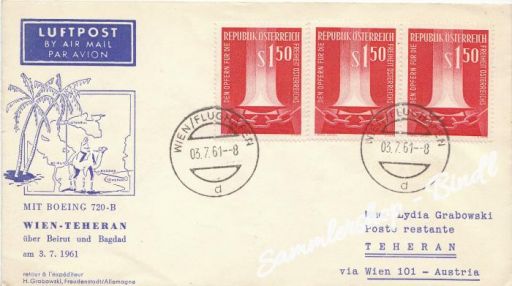 LUFTPOST
BY AIR MAIL
PAR AVION
REPUBLIK ÖSTERREICH
DEN OPFERN FÜR DIE
FREIHEIT ÖSTERREICHS
S 1.50
REPUBLIK ÖSTERREICH
DEN OPFERN FÜR DIE
FREIHEIT ÖSTERREICHS
S 1.50
REPUBLIK ÖSTERREICH
DEN OPFERN FÜR DIE
FREIHEIT ÖSTERREICHS
S 1.50
WIEN/FLUGHAFEN
03.7.61--8
d
WIEN/FLUGHAFEN
03.7.61--8
d
MIT BOEING 720-B
WIEN-TEHERAN
über Beirut und Bagdad
am 3. 7. 1961
retour à l'expéditeur
H. Grabowski, Freudenstadt/Allemagne
Lydia Grabowski
Poste restante
TEHERAN
via Wien 101 - Austria
Sammlershop - Bindl